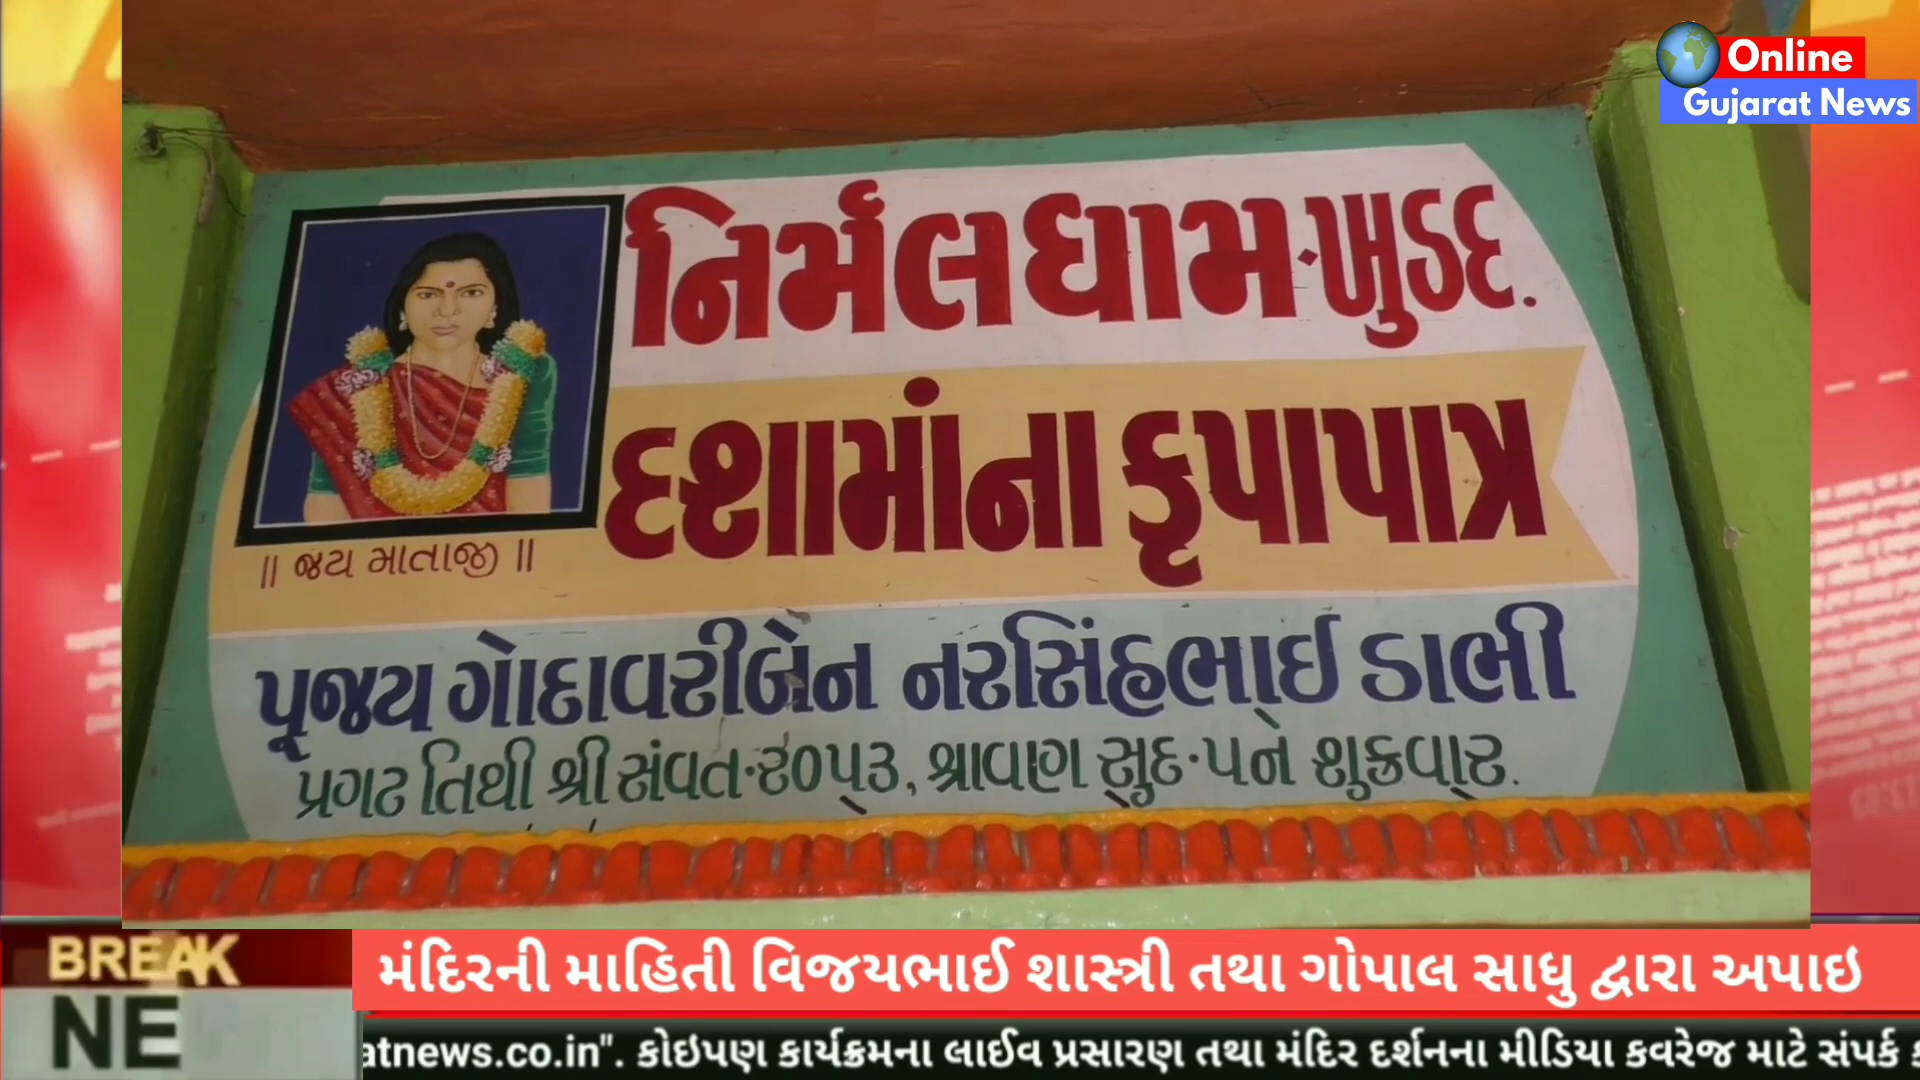 Online
Gujarat News
નિર્મલ ધામ·ખુડદ.
દશામાંના કૃપાપાત્ર
|| જય માતાજી ||
પૂજ્ય ગોદાવરીબેન નરસિંહભાઈ ડાભી
પ્રગટ તિથી શ્રી સંવત-૨૦૫૩, શ્રાવણ સુદ-૫ને શુક્રવાર.
BREAK
NE
મંદિરની માહિતી વિજયભાઈ શાસ્ત્રી તથા ગોપાલ સાધુ દ્વારા અપાઇ
atnews.co.in". કોઇપણ કાર્યક્રમના લાઈવ પ્રસારણ તથા મંદિર દર્શનના મીડિયા કવરેજ માટે સંપર્ક